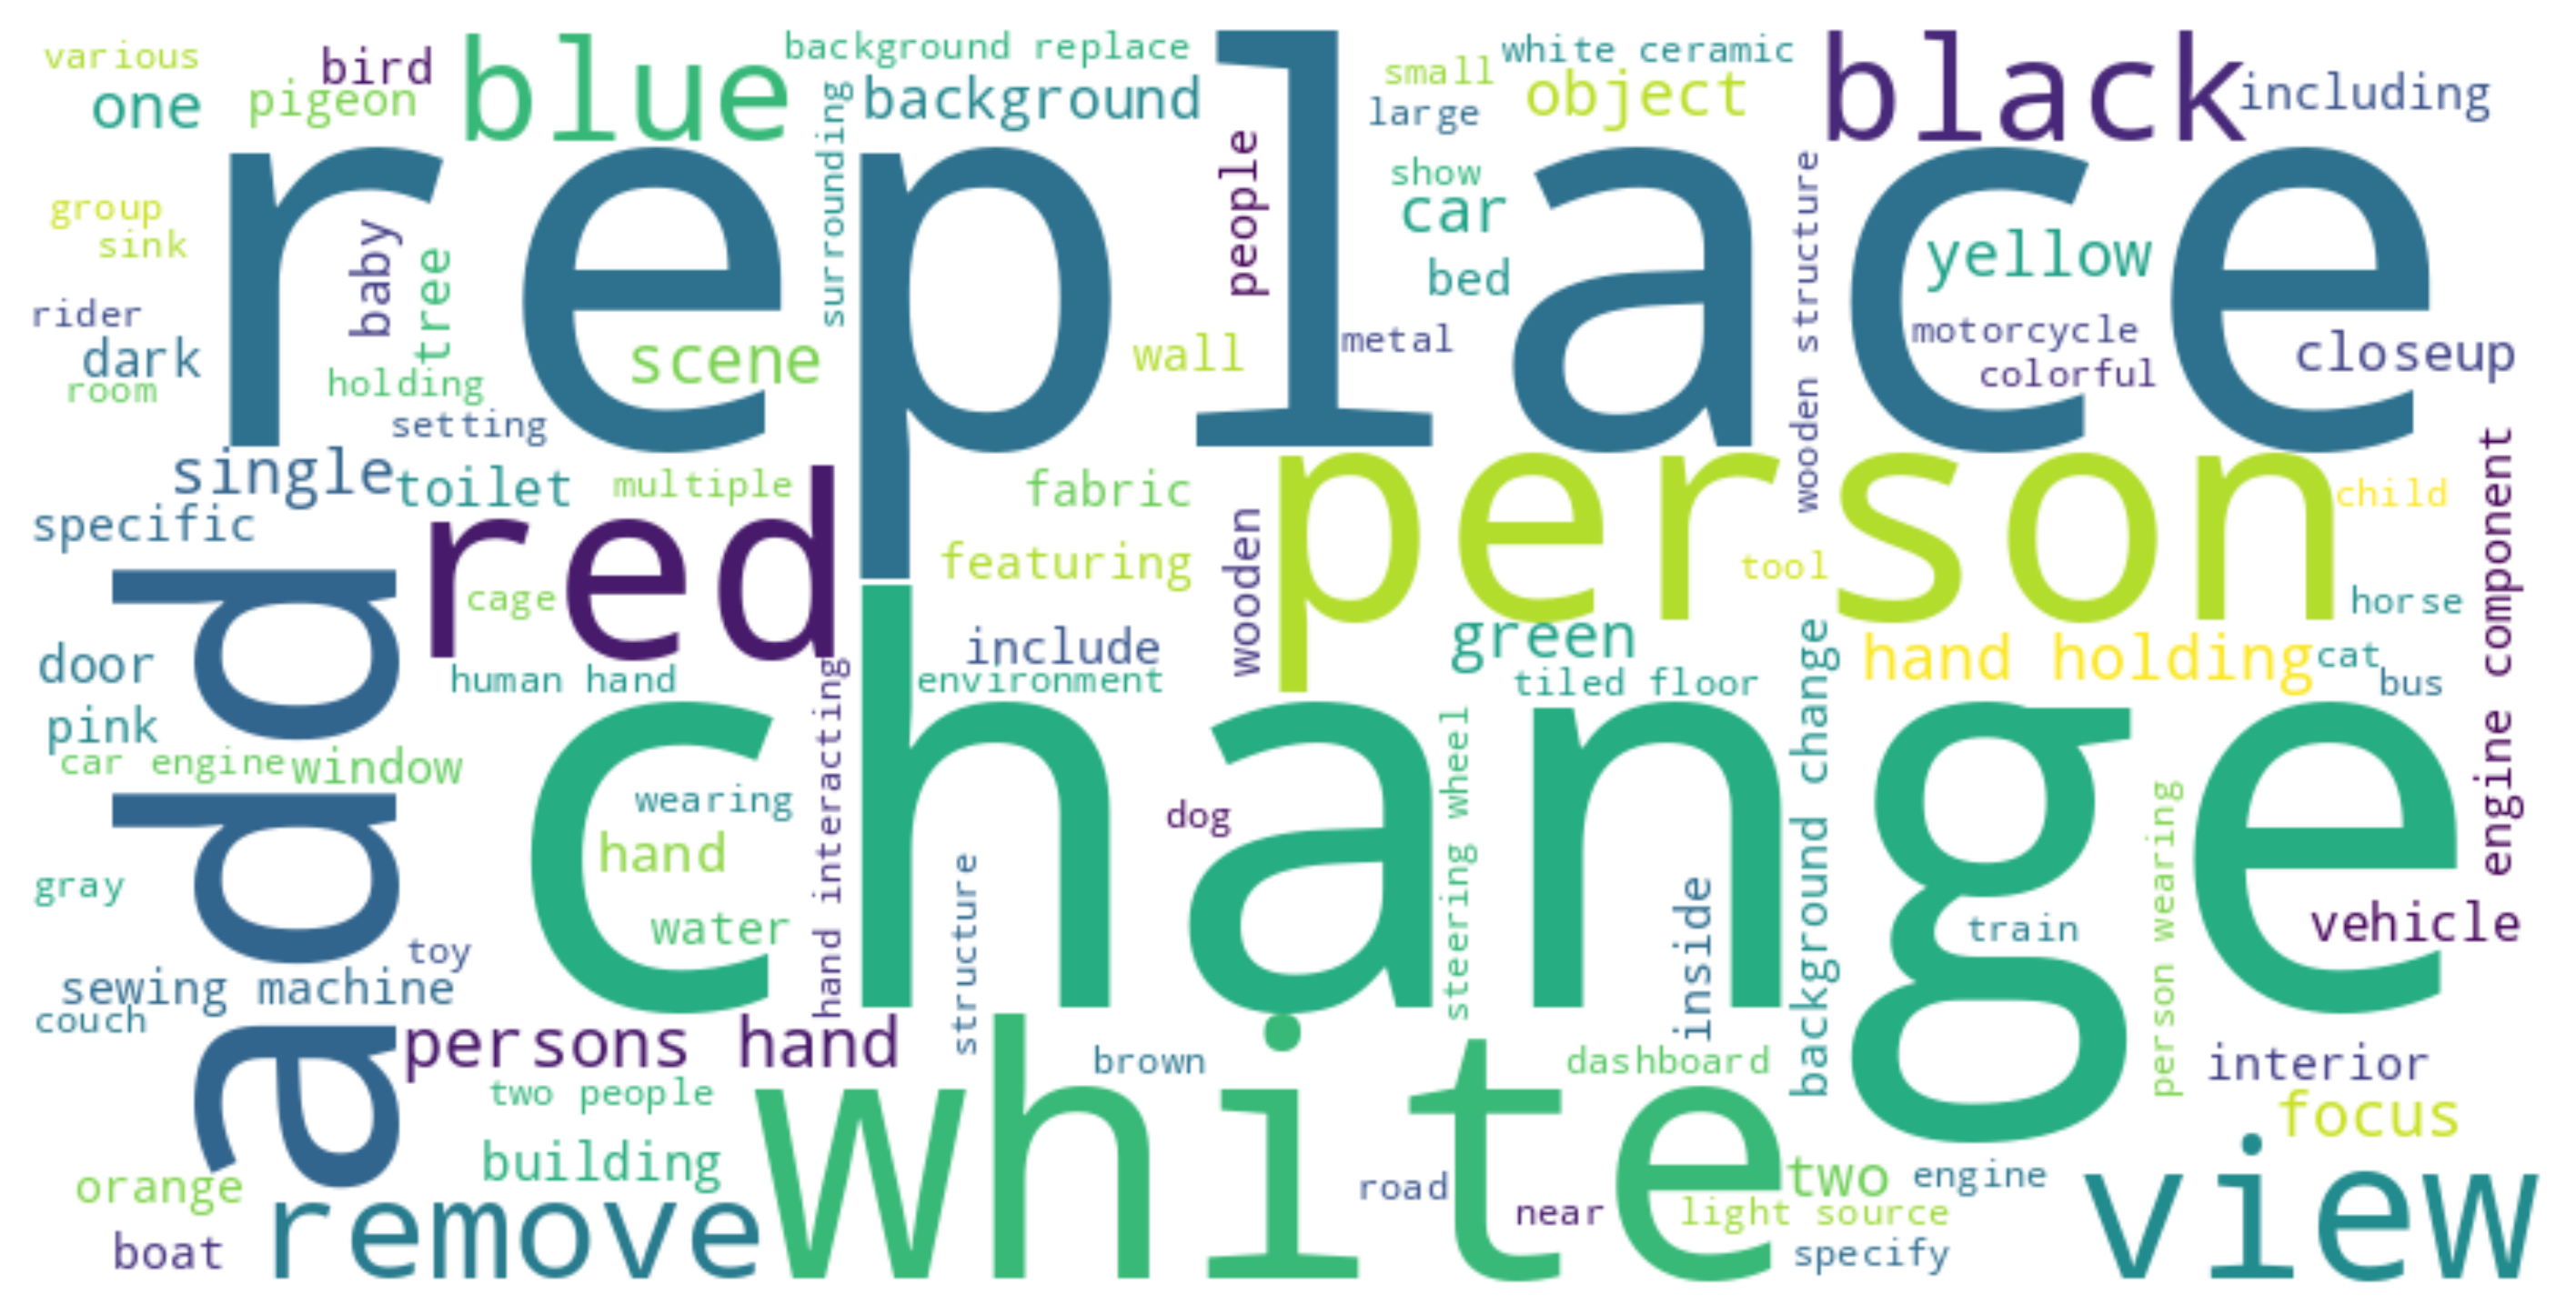 various
bird
blue
background replace
white ceramic
black
one
pigeon
background
small
large
object
including
replace
surrounding
people
show
car
wooden structure
yellow
group
sink
baby
tree
bed
rider
dark
room
holding
setting
scene
wall
metal
motorcycle
colorful
closeup
single
toilet
multiple
fabric
person
child
specific
red
featuring
wooden
tool
engine component
add
cage
horse
door
human hand
include
environment
green
tiled floor
hand holding
cat
bus
pink
car engine
window
change
hand interacting
steering wheel
background change
wearing
hand
dog
person wearing
gray
water
structure
inside
train
vehicle
toy
sewing machine
couch
persons hand
brown
dashboard
interior
two people
white
focus
building
orange
remove
road
near
two
engine
view
light source
boat
specify